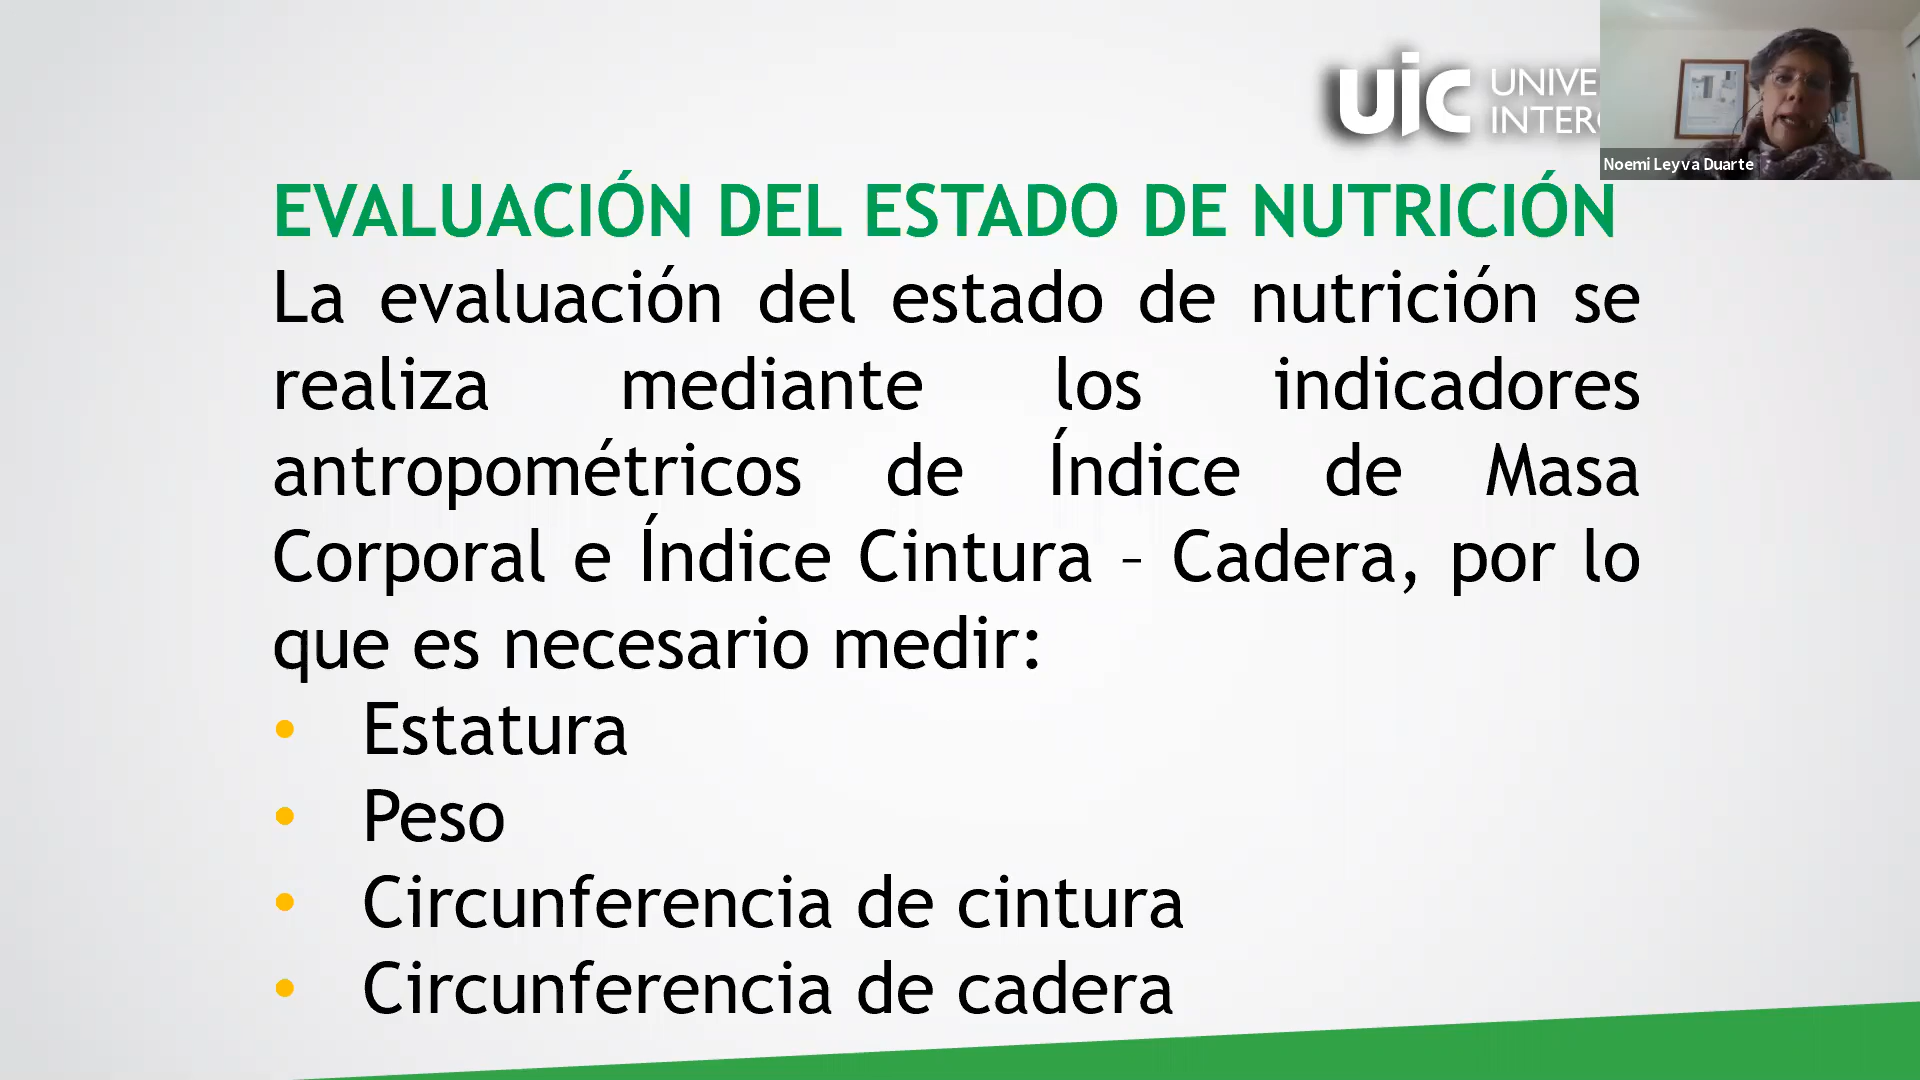 uic UNIVE
INTER
Noemi Leyva Duarte
EVALUACIÓN DEL ESTADO DE NUTRICIÓN
La evaluación del estado de nutrición se
realiza mediante los indicadores
antropométricos de Índice de Masa
Corporal e Índice Cintura – Cadera, por lo
que es necesario medir:
• Estatura
• Peso
• Circunferencia de cintura
• Circunferencia de cadera